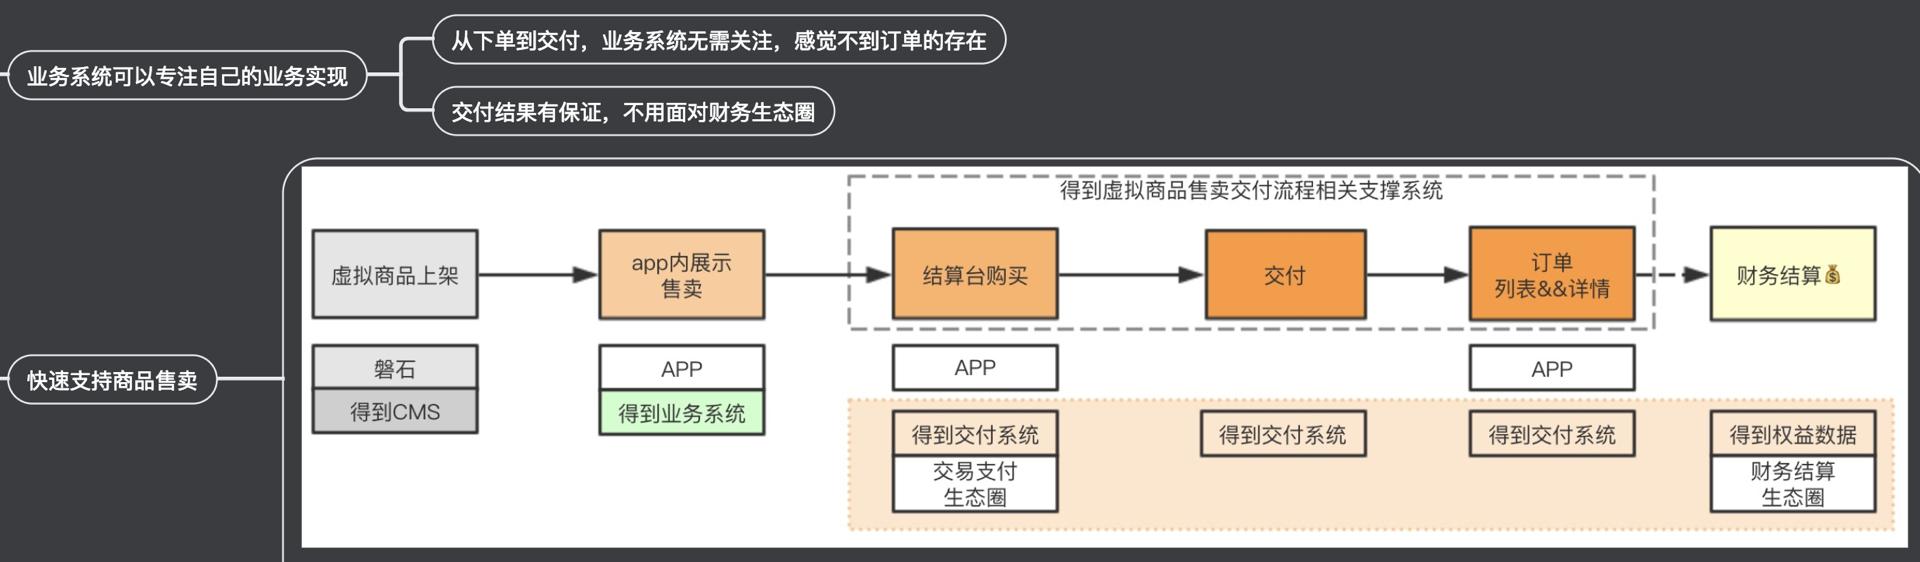 从下单到交付，业务系统无需关注，感觉不到订单的存在
业务系统可以专注自己的业务实现
交付结果有保证，不用面对财务生态圈
快速支持商品售卖
得到虚拟商品售卖交付流程相关支撑系统
虚拟商品上架
app内展示
售卖
结算台购买
交付
订单
列表&&详情
财务结算💰
磐石
得到CMS
APP
得到业务系统
APP
得到交付系统
交易支付
生态圈
得到交付系统
APP
得到交付系统
得到权益数据
财务结算
生态圈